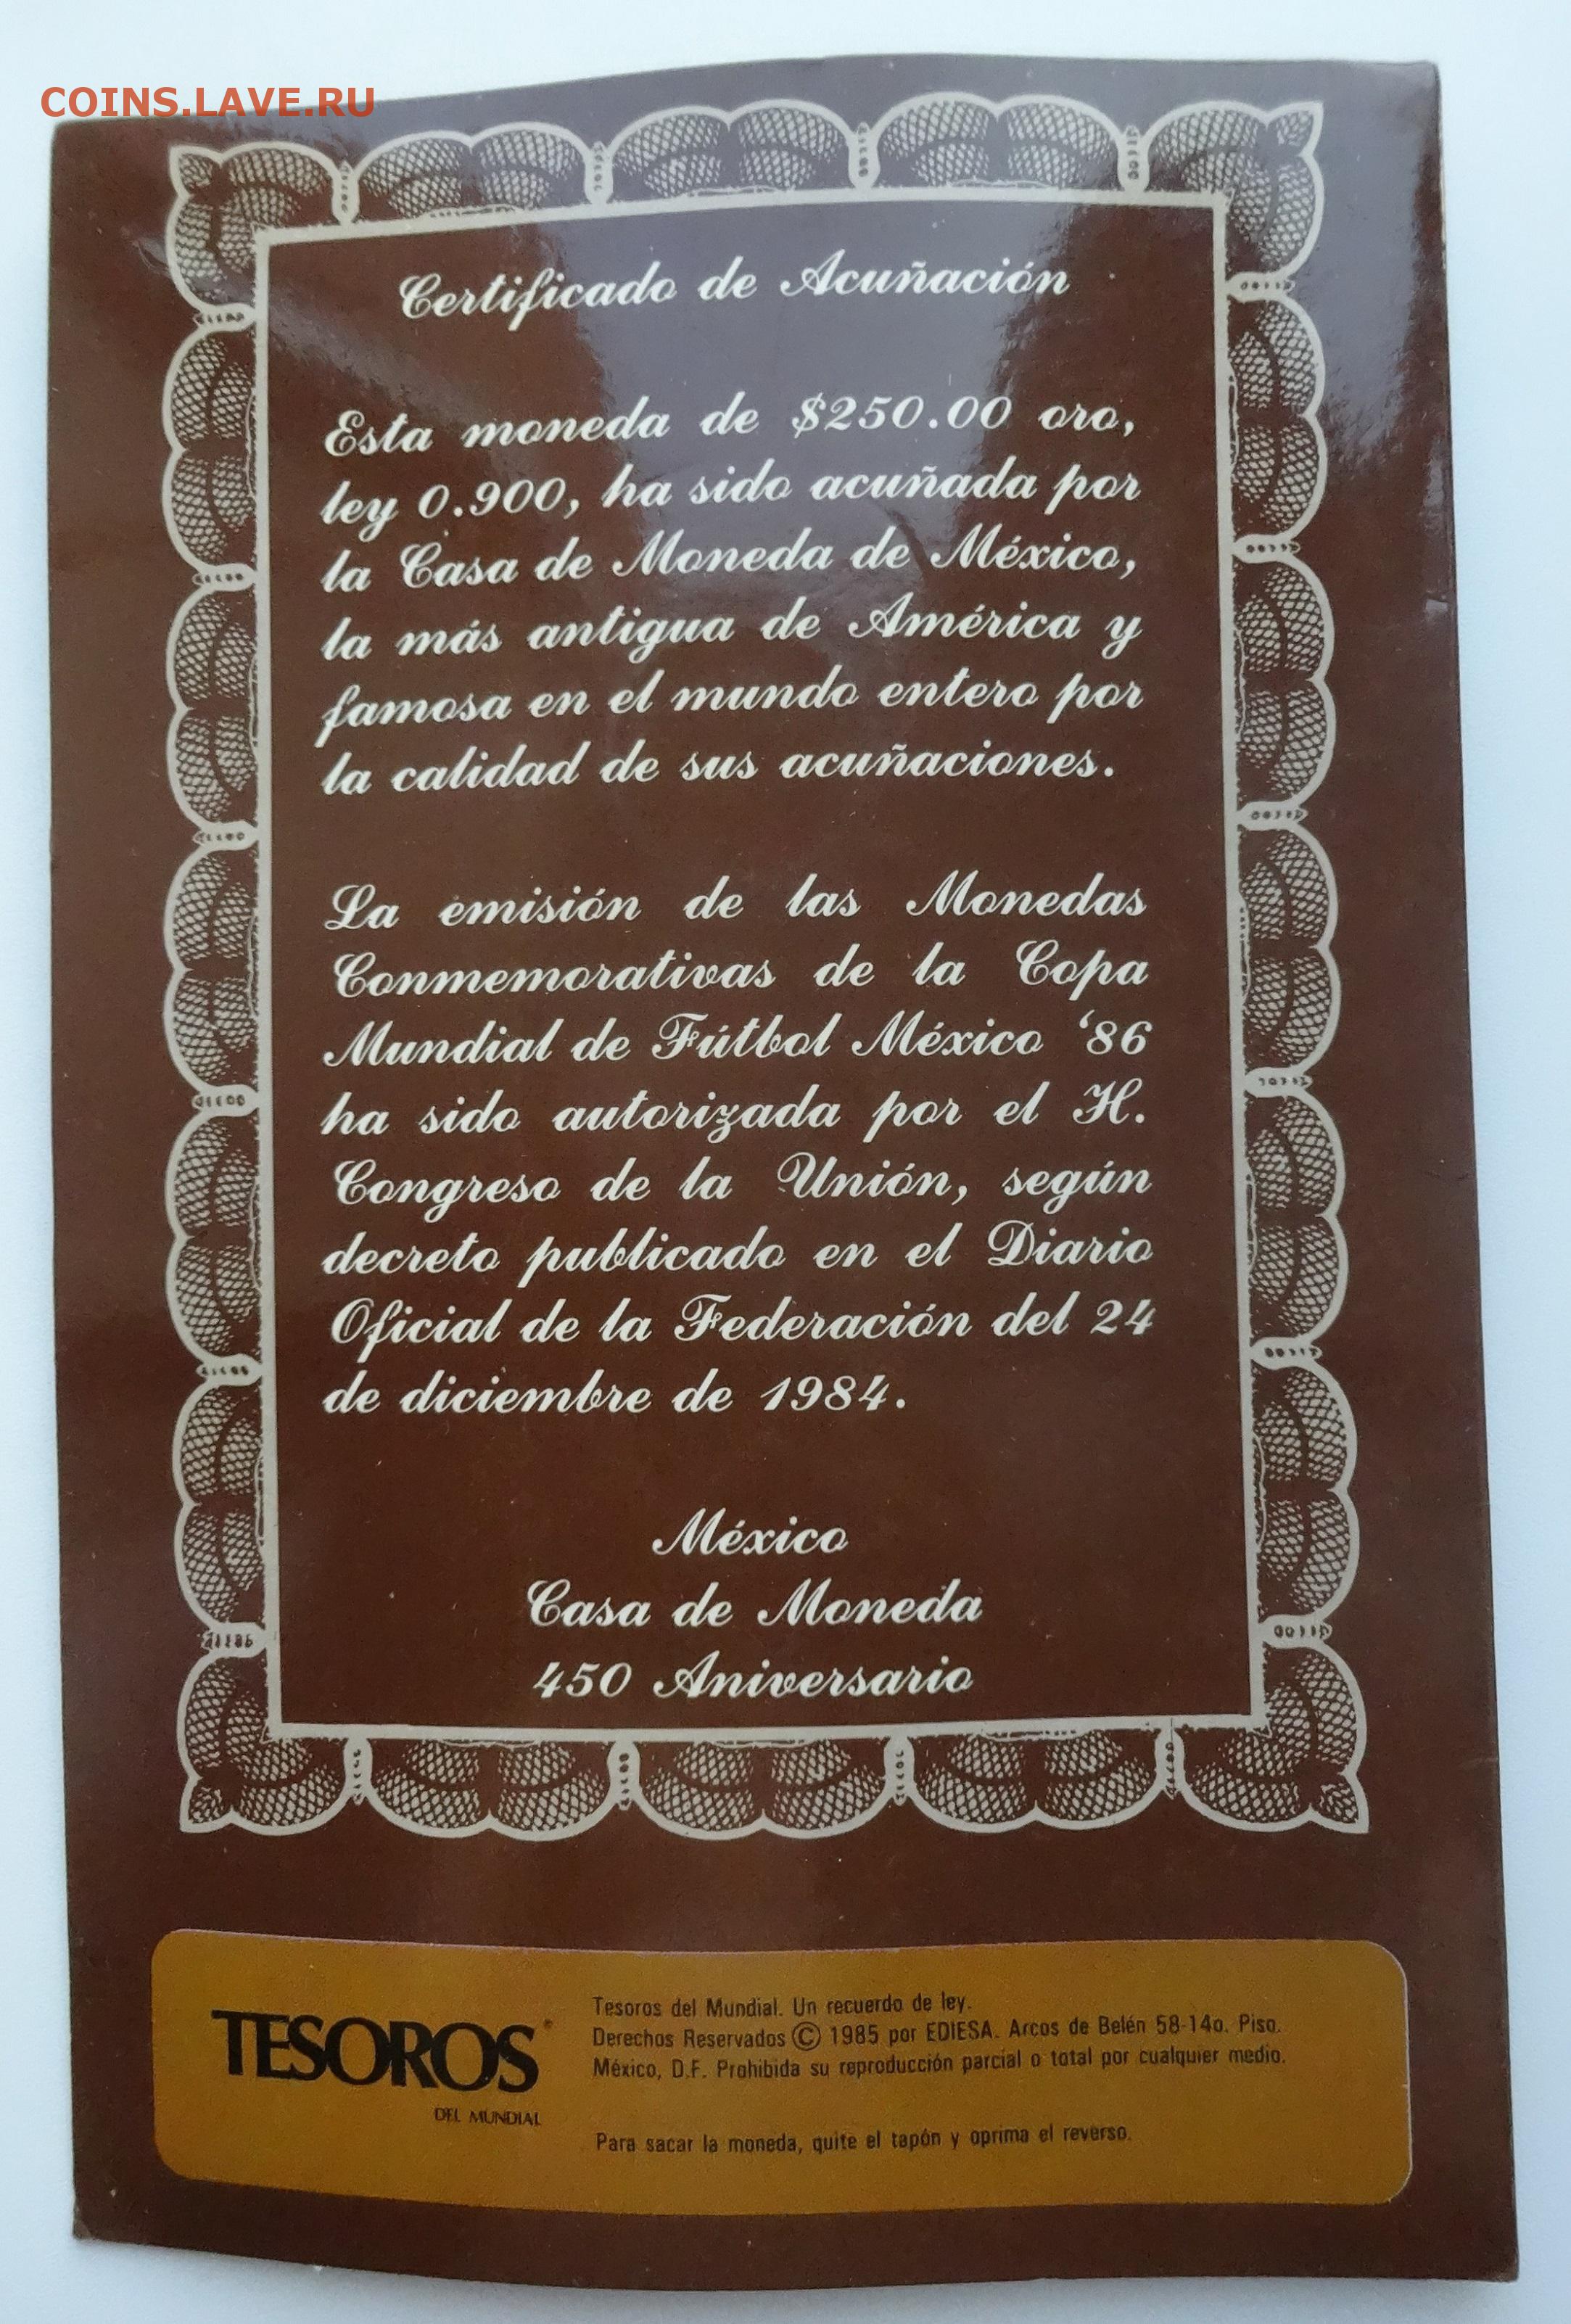 COINS.LAVE.RU
Certificado de Acuñación
Esta moneda de $250.00 oro,
ley 0.900, ha sido acuñada por
la Casa de Moneda de México,
la más antigua de América y
famosa en el mundo entero por
la calidad de sus acuñaciones.
La emisión de las Monedas
Conmemorativas de la Copa
Mundial de Fútbol México ‘86
ha sido autorizada por el H.
Congreso de la Unión, según
decreto publicado en el Diario
Oficial de la Federación del 24
de diciembre de 1984.
México
Casa de Moneda
450 Aniversario
TESOROS
DEL MUNDIAL
Tesoros del Mundial. Un recuerdo de ley.
Derechos Reservados © 1985 por EDIESA. Arcos de Belén 58-14o. Piso.
México, D.F. Prohibida su reproducción parcial o total por cualquier medio.
Para sacar la moneda, quite el tapón y oprima el reverso.